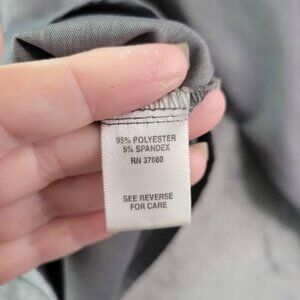 95% POLYESTER
5% SPANDEX
RN 37080
SEE REVERSE
FOR CARE